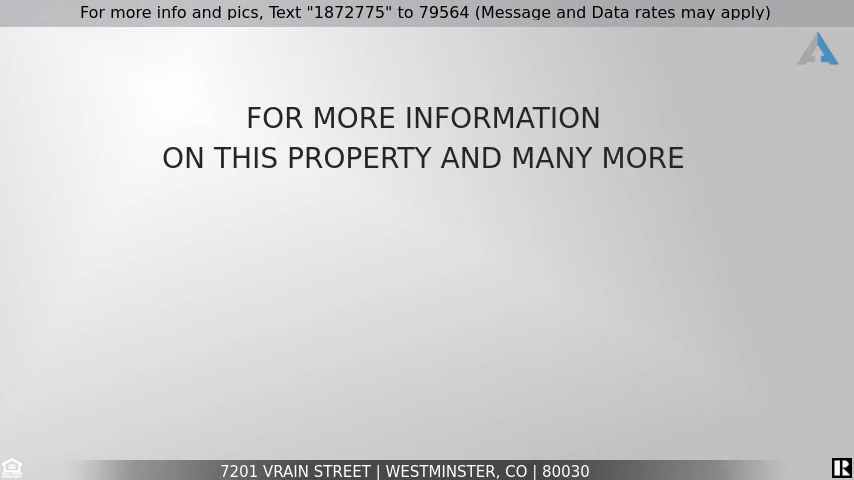 For more info and pics, Text "1872775" to 79564 (Message and Data rates may apply)
FOR MORE INFORMATION
ON THIS PROPERTY AND MANY MORE
7201 VRAIN STREET | WESTMINSTER, CO | 80030